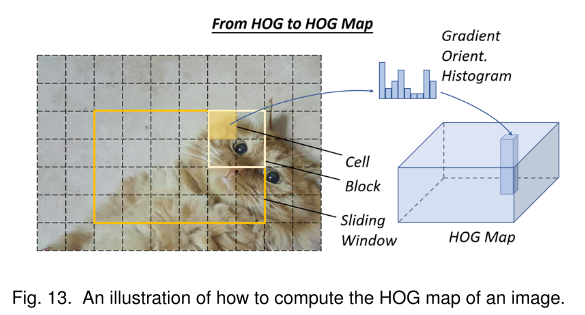 From HOG to HOG Map
Gradient
Orient.
Histogram
Cell
Block
Sliding
Window
HOG Map
Fig. 13. An illustration of how to compute the HOG map of an image.